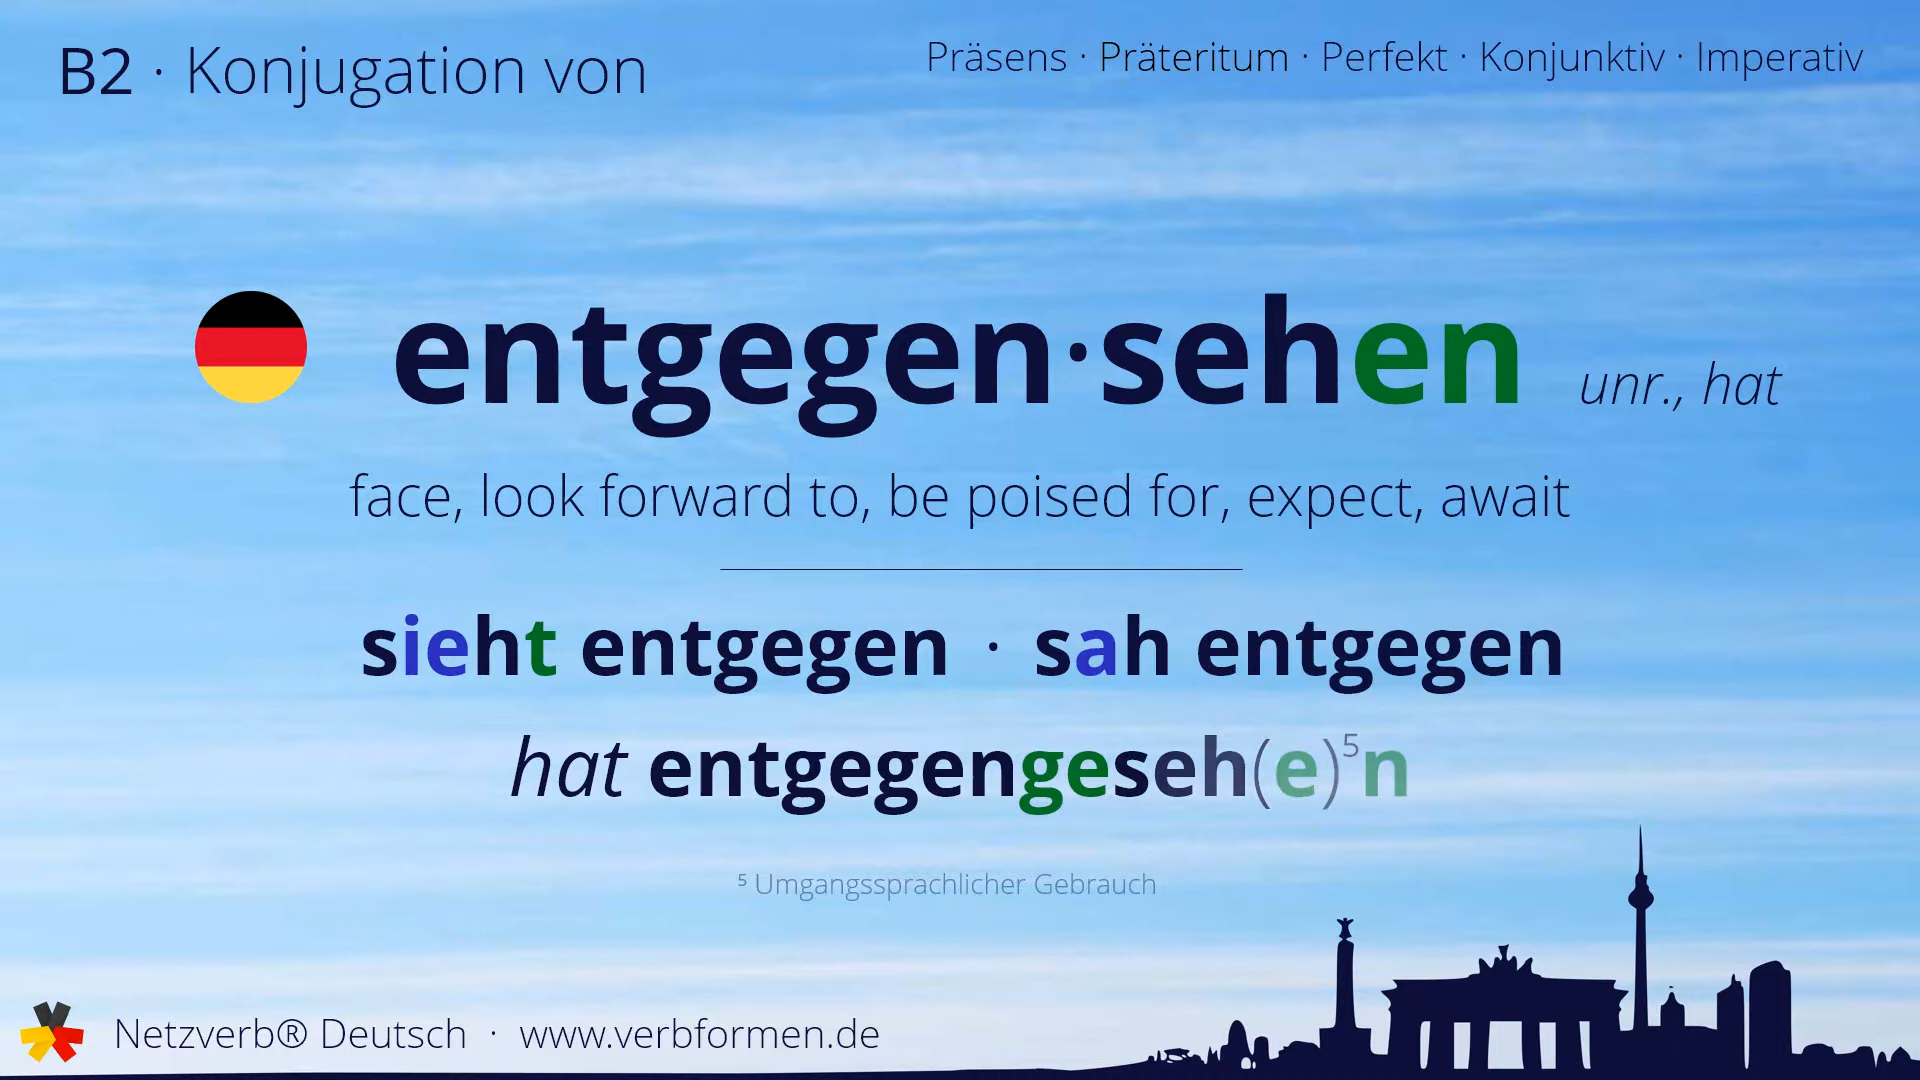 B2 · Konjugation von
Präsens · Präteritum · Perfekt · Konjunktiv · Imperativ
entgegen·sehen unr., hat
face, look forward to, be poised for, expect, await
sieht entgegen · sah entgegen
hat entgegengeseh(e)⁵n
⁵ Umgangssprachlicher Gebrauch
Netzverb® Deutsch · www.verbformen.de